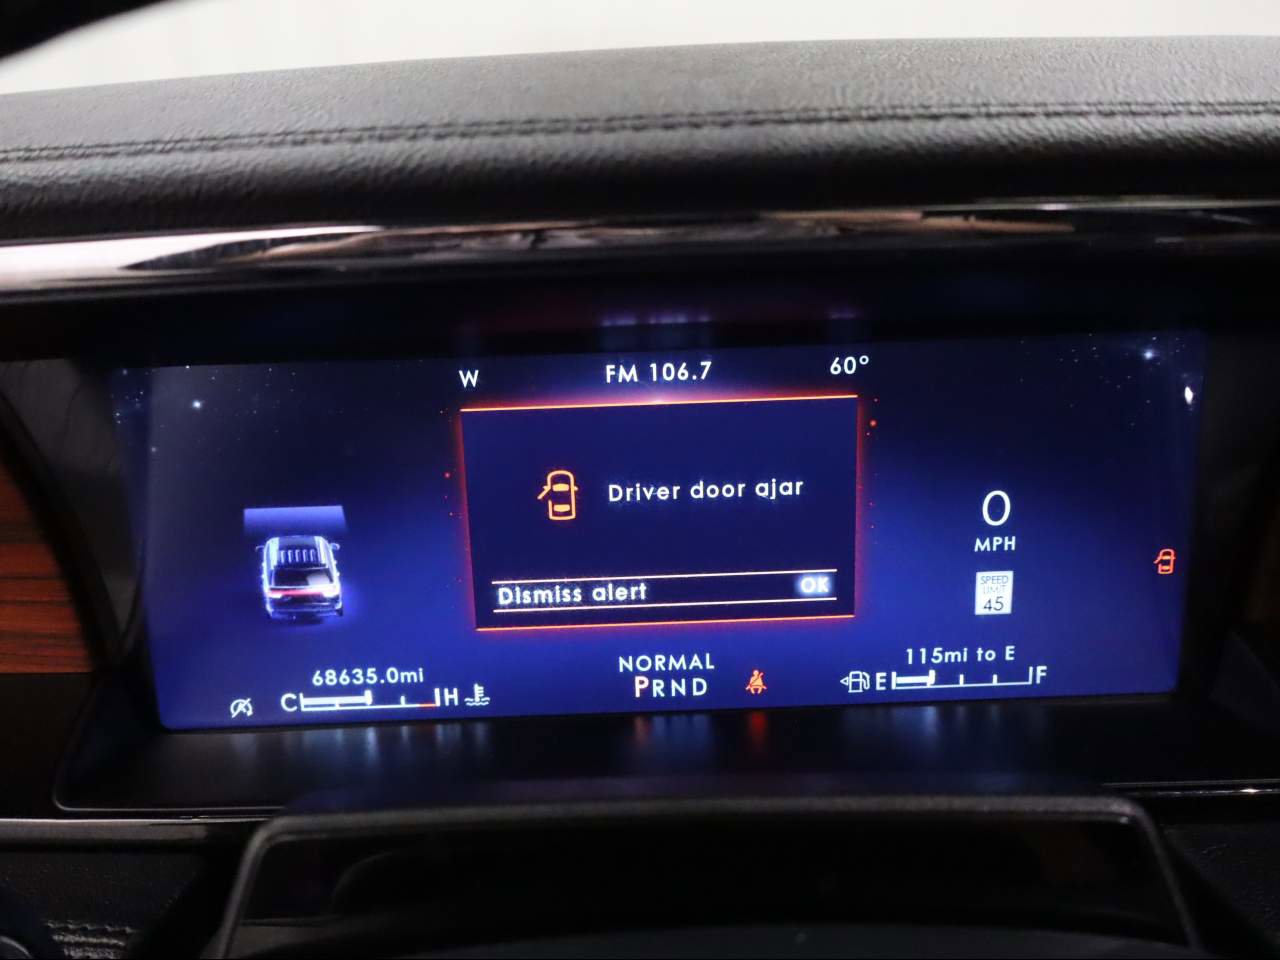 W FM 106.7 60°
Driver door ajar
Dismiss alert OK
0
MPH
SPEED
LIMIT
45
68635.0mi
C H
NORMAL
PRND
115mi to E
E F